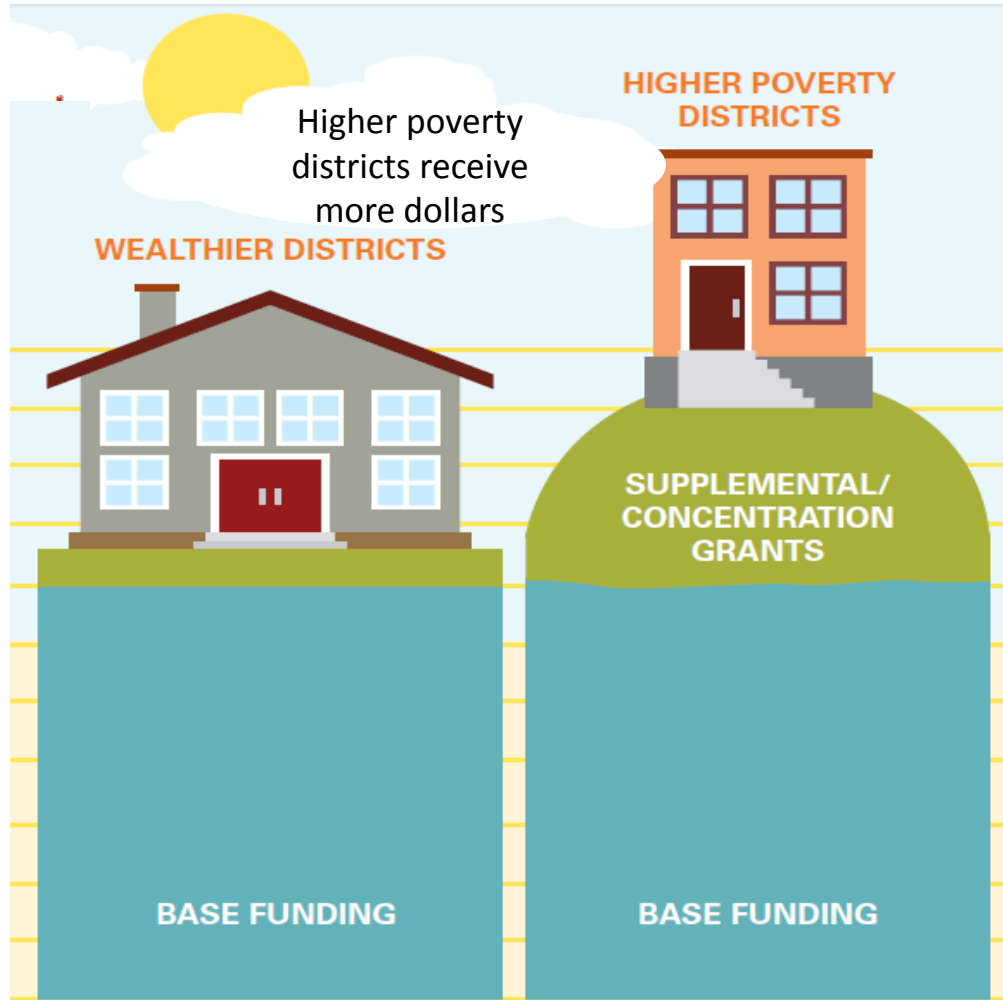 HIGHER POVERTY
DISTRICTS
Higher poverty
districts receive
more dollars
WEALTHIER DISTRICTS
SUPPLEMENTAL/
CONCENTRATION
GRANTS
BASE FUNDING
BASE FUNDING